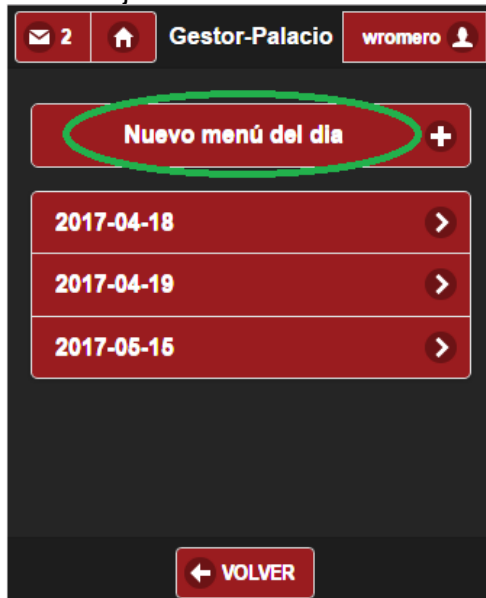 2
Gestor-Palacio
wromero
Nuevo menú del dia
2017-04-18
2017-04-19
2017-05-15
VOLVER